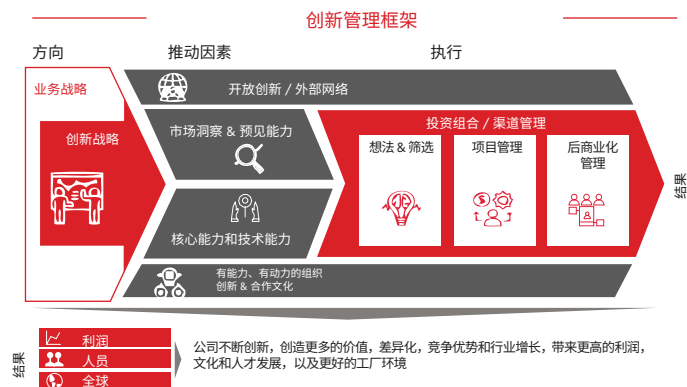 创新管理框架
方向
推动因素
执行
业务战略
创新战略
开放创新 / 外部网络
市场洞察 & 预见能力
核心能力和技术能力
有能力、有动力的组织
创新 & 合作文化
投资组合 / 渠道管理
想法 & 筛选
项目管理
后商业化
管理
结果
结果
利润
人员
全球
公司不断创新，创造更多的价值，差异化，竞争优势和行业增长，带来更高的利润，
文化和人才发展，以及更好的工厂环境